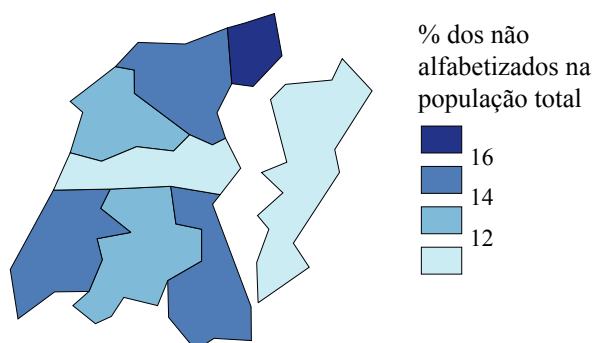 % dos não
alfabetizados na
população total
16
14
12